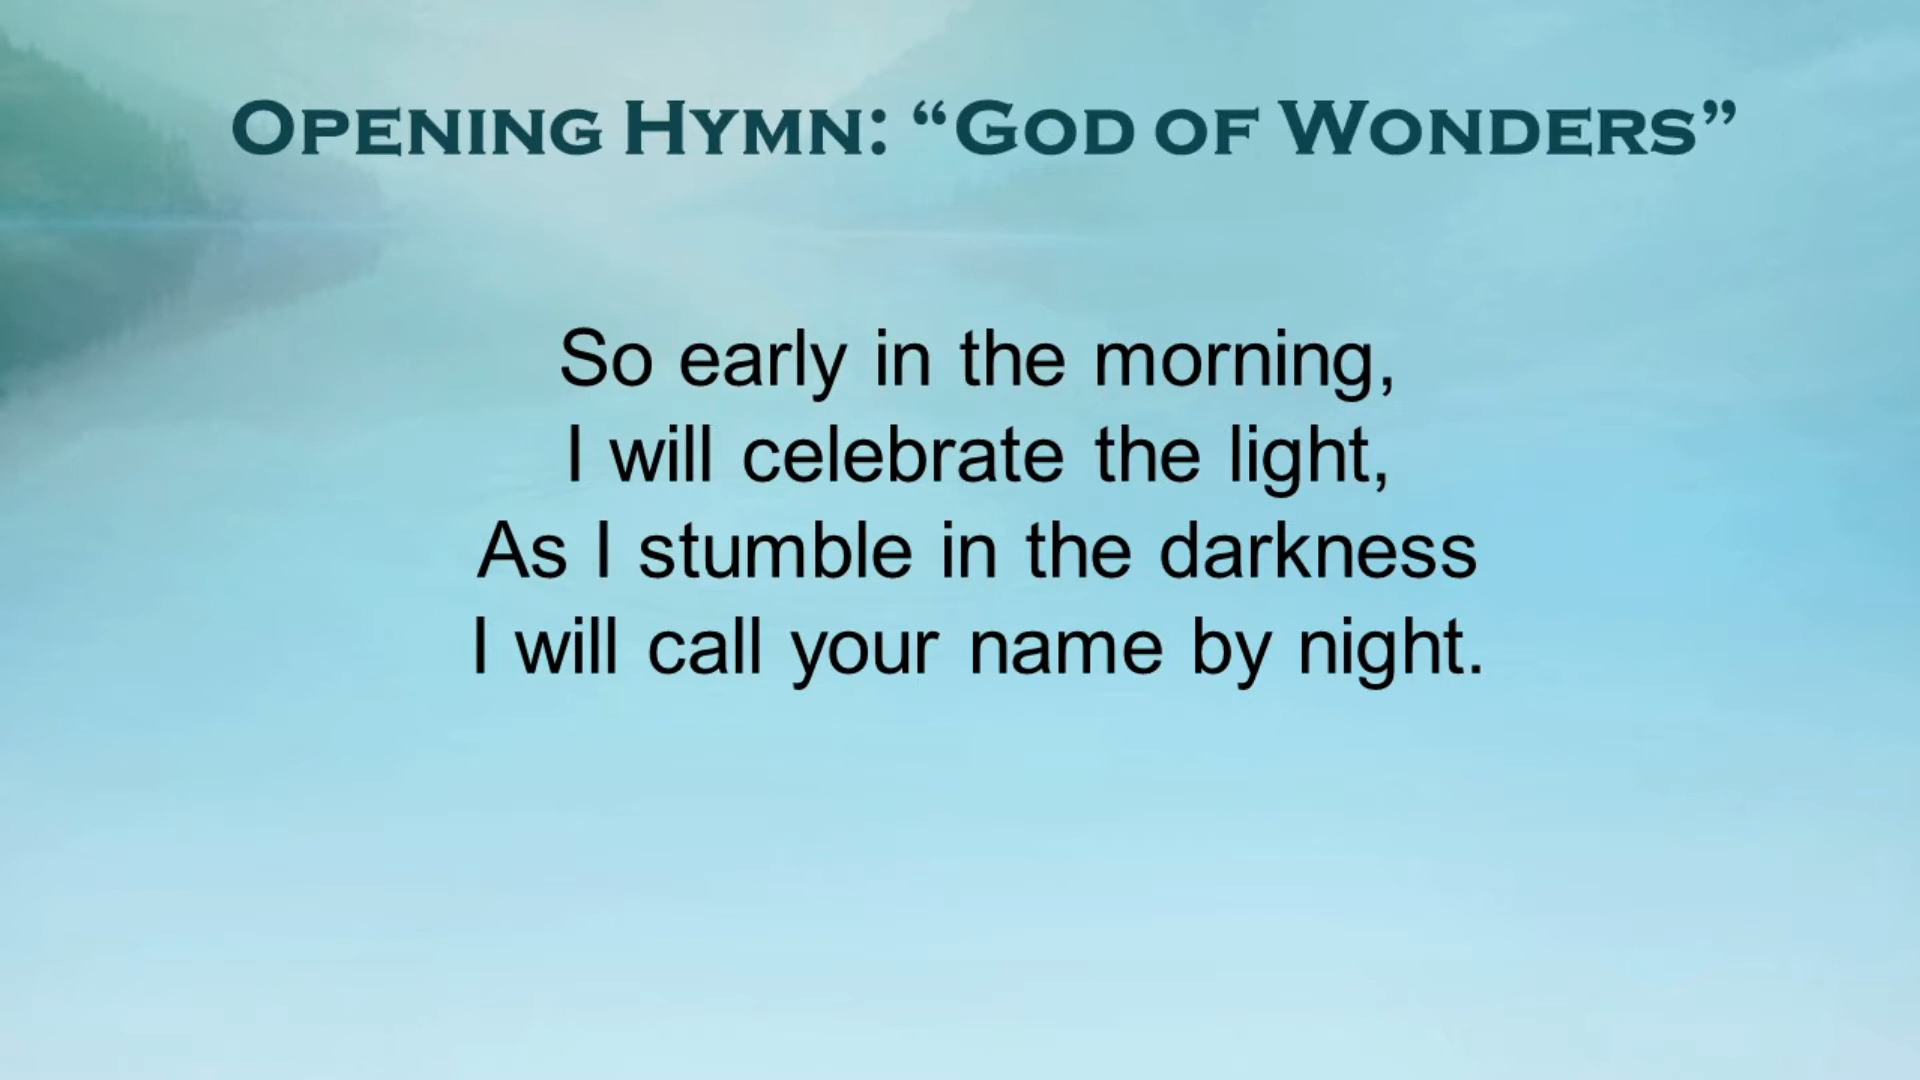 Opening Hymn: “God of Wonders”
So early in the morning,
I will celebrate the light,
As I stumble in the darkness
I will call your name by night.